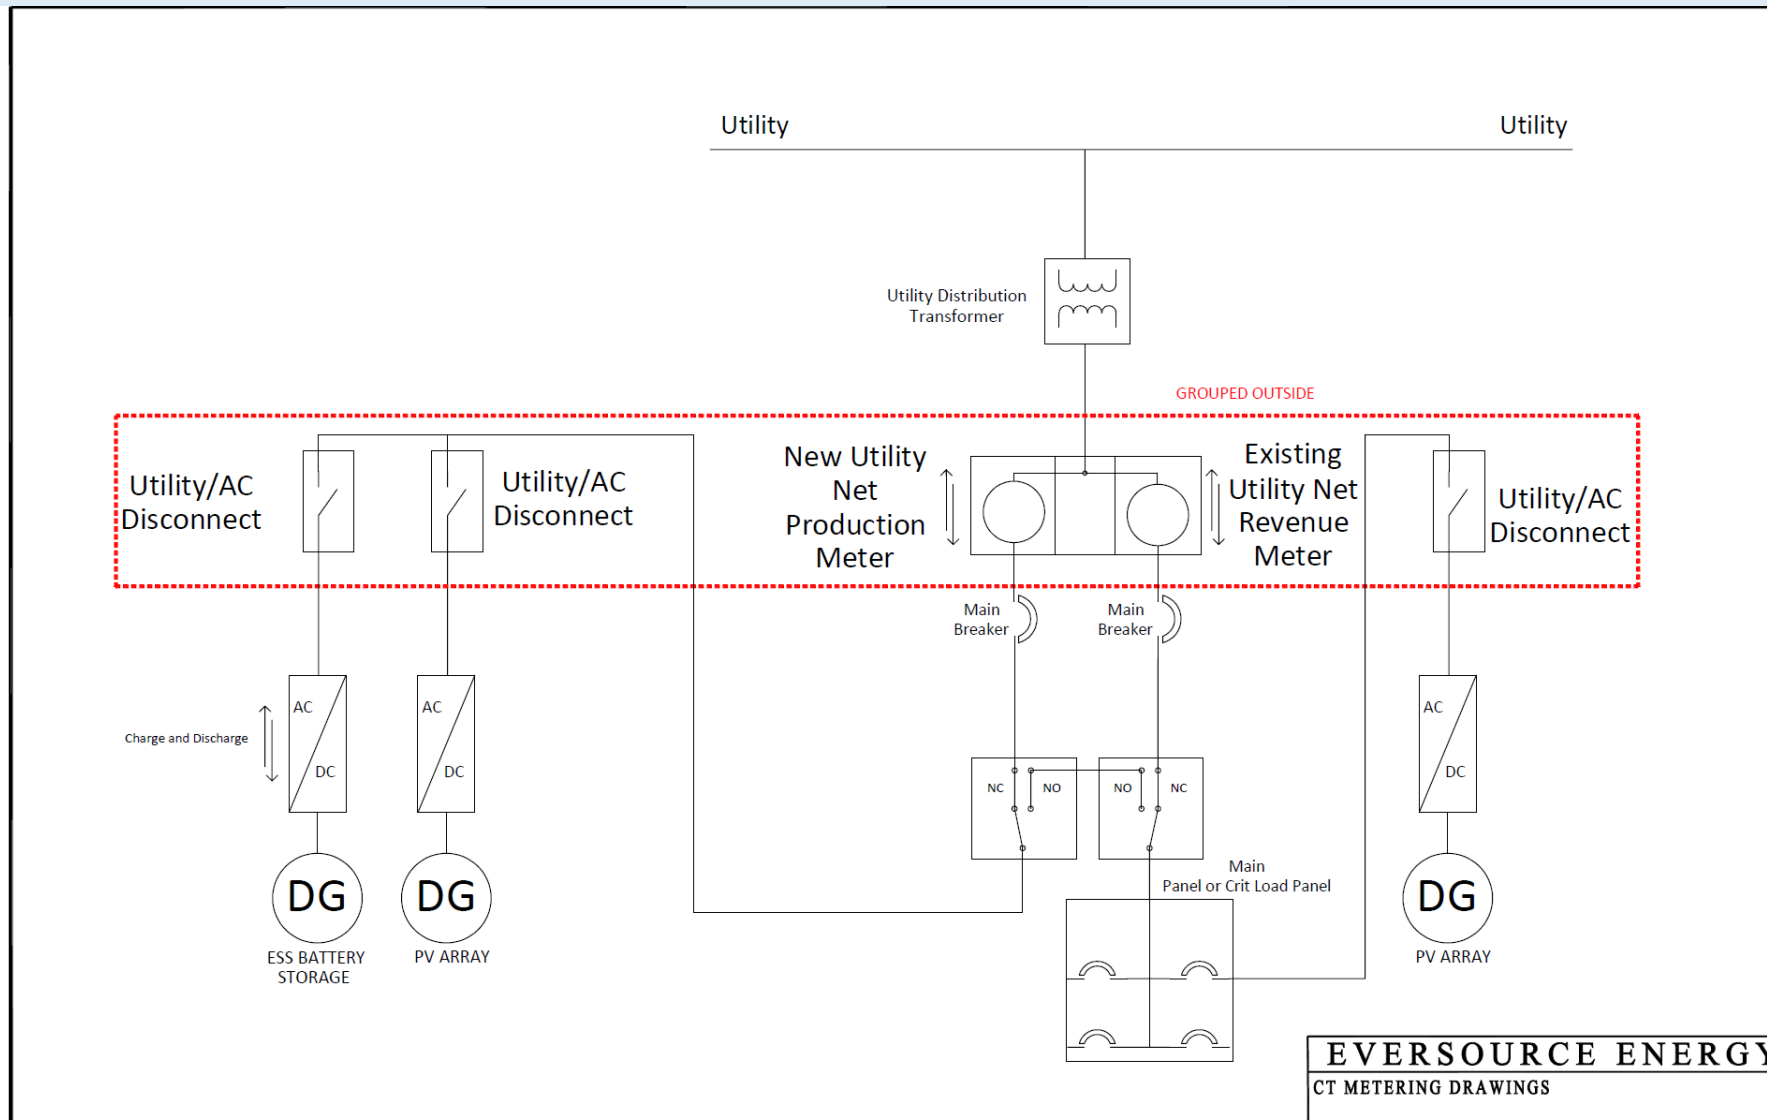 Utility
Utility
Utility Distribution
Transformer
GROUPED OUTSIDE
Utility/AC
Disconnect
Utility/AC
Disconnect
New Utility
Net
Production
Meter
Existing
Utility Net
Revenue
Meter
Utility/AC
Disconnect
Main
Breaker
Main
Breaker
Charge and Discharge
AC
DC
AC
DC
AC
DC
NC
NO
NO
NC
Main
Panel or Crit Load Panel
DG
DG
DG
ESS BATTERY
STORAGE
PV ARRAY
PV ARRAY
EVERSOURCE ENERGY
CT METERING DRAWINGS